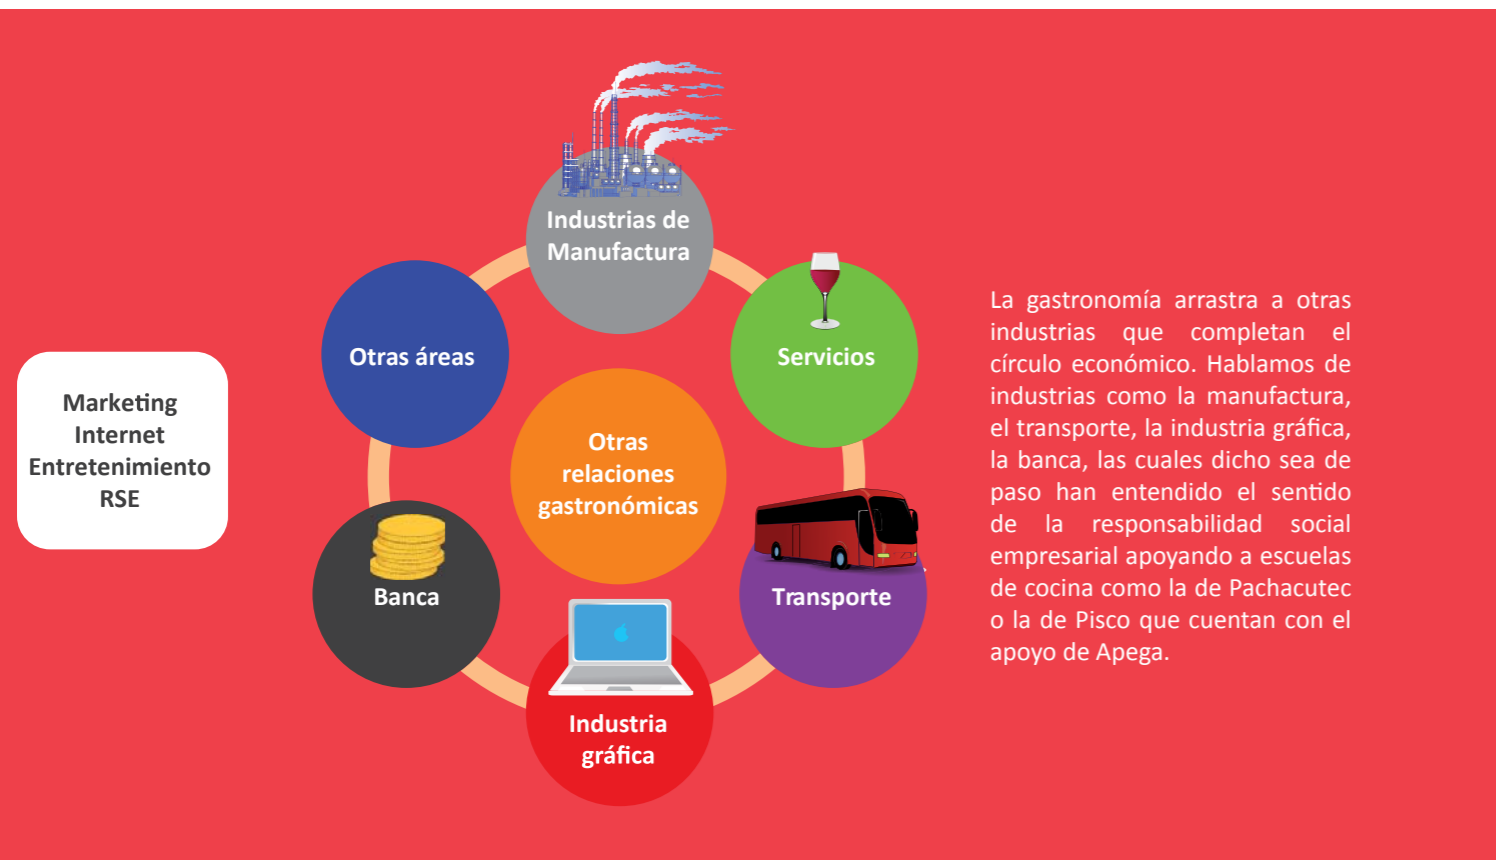 Industrias de
Manufactura
Otras áreas
Servicios
Marketing
Internet
Entretenimiento
RSE
Otras
relaciones
gastronómicas
Banca
Transporte
Industria
gráfica
La gastronomía arrastra a otras
industrias que completan el
círculo económico. Hablamos de
industrias como la manufactura,
el transporte, la industria gráfica,
la banca, las cuales dicho sea de
paso han entendido el sentido
de la responsabilidad social
empresarial apoyando a escuelas
de cocina como la de Pachacutec
o la de Pisco que cuentan con el
apoyo de Apega.